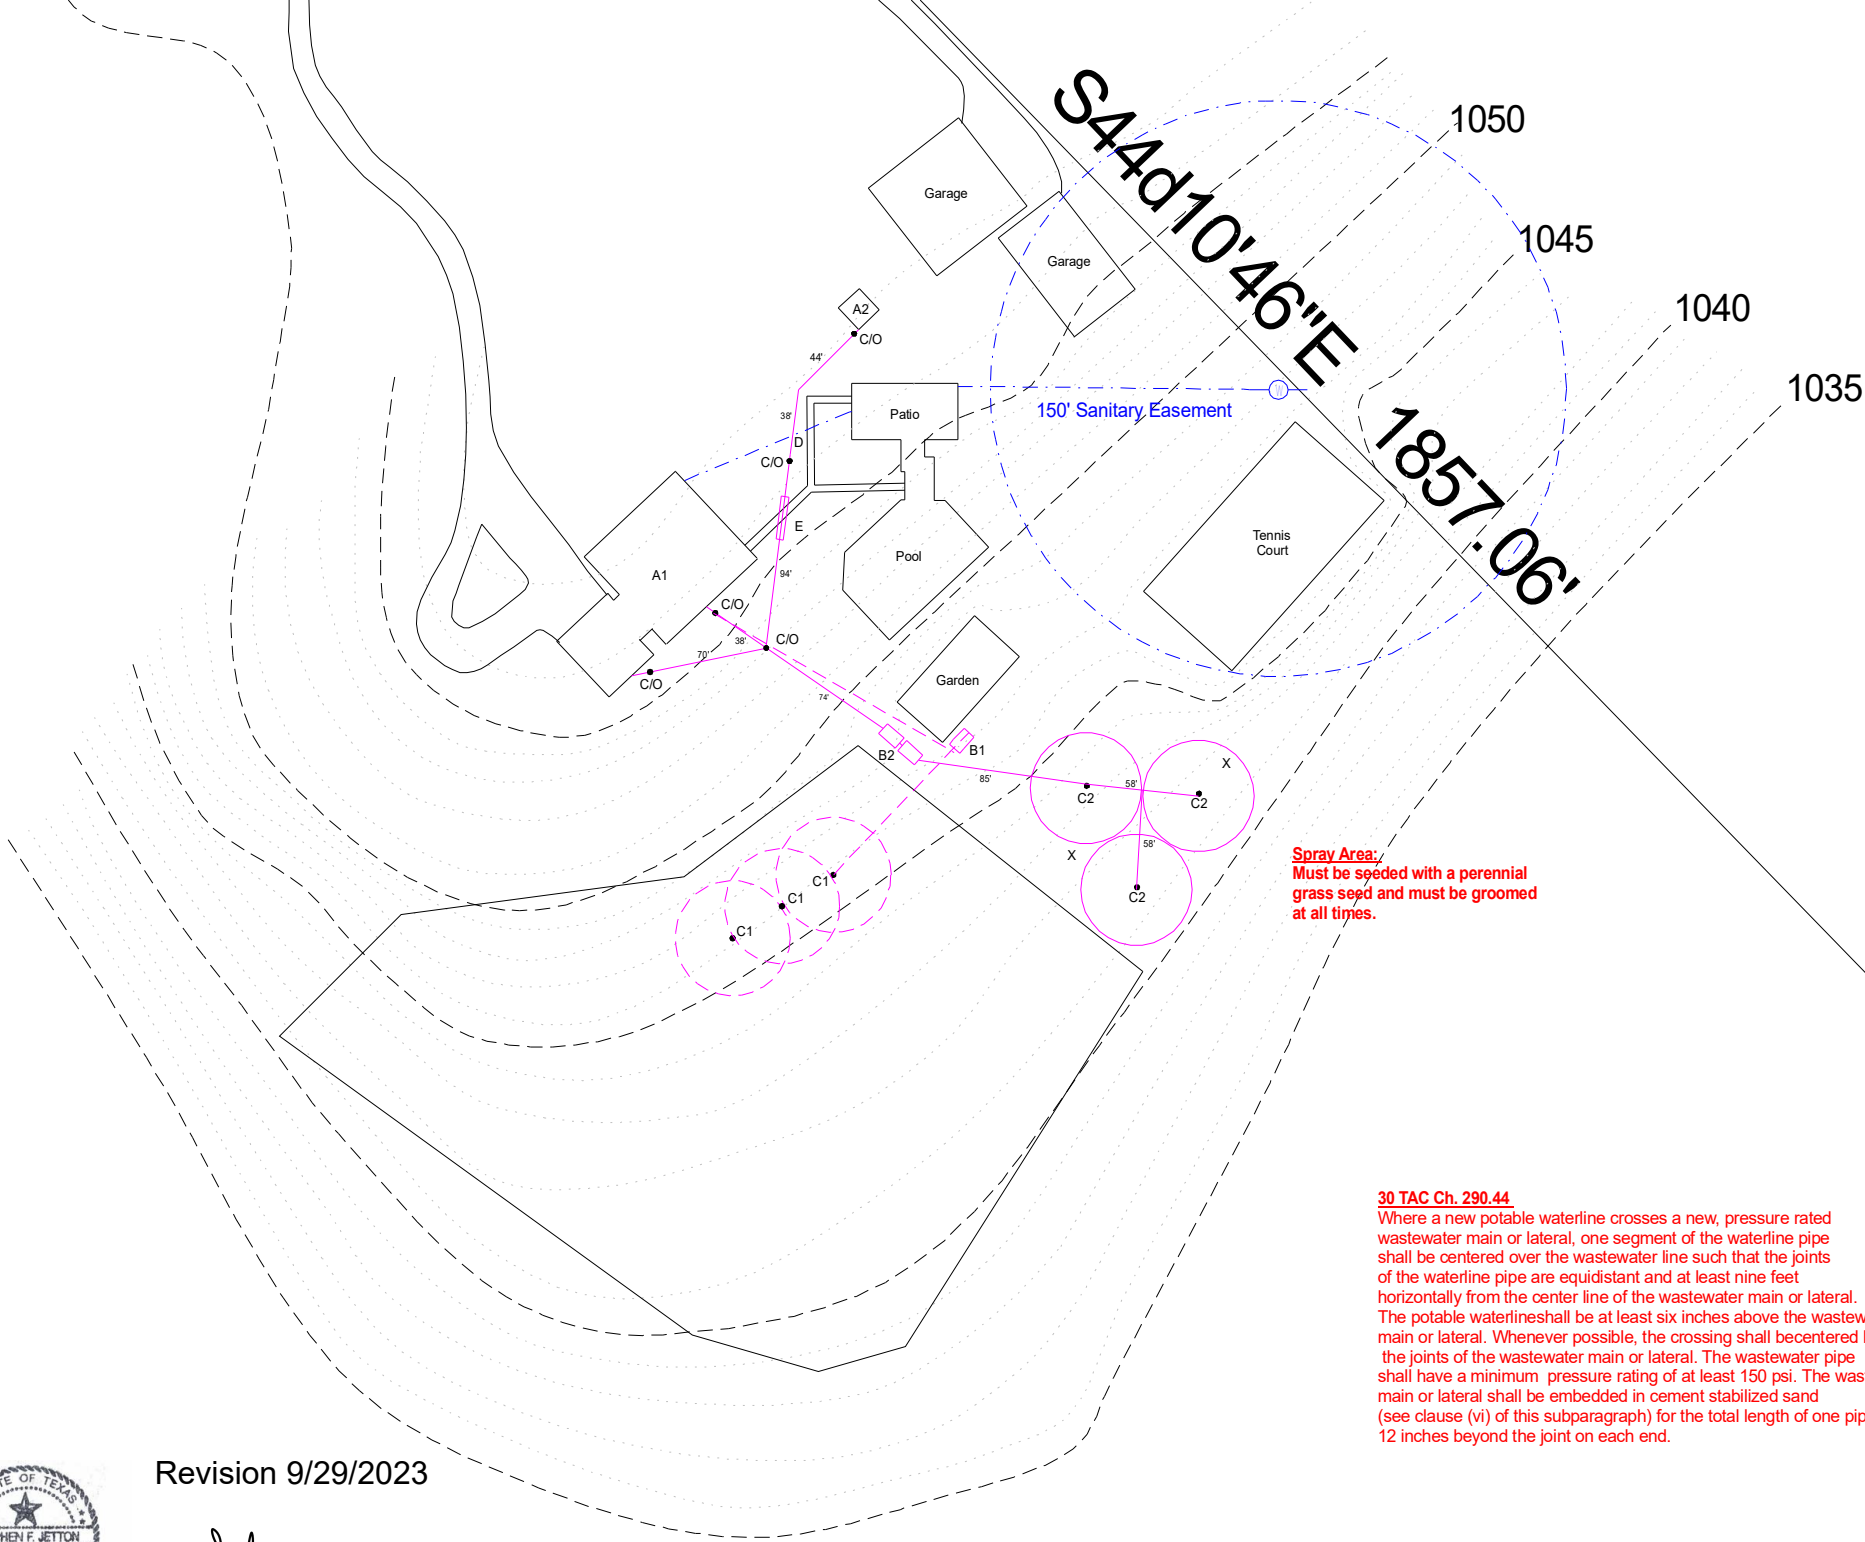 1050
S44d10'46"E
1045
Garage
Garage
1040
A2
C/O
44'
1035
150' Sanitary Easement
W
Patio
38'
D
C/O
1857.06'
E
Tennis
Court
Pool
A1
94'
C/O
C/O
38'
70'
C/O
Garden
74'
B1
B2
X
85'
58'
C2
C2
58'
X
Spray Area:
Must be seeded with a perennial
grass seed and must be groomed
at all times.
C1
C1
C2
C1
30 TAC Ch. 290.44
Where a new potable waterline crosses a new, pressure rated
wastewater main or lateral, one segment of the waterline pipe
shall be centered over the wastewater line such that the joints
of the waterline pipe are equidistant and at least nine feet
horizontally from the center line of the wastewater main or lateral.
The potable waterlineshall be at least six inches above the wastew
main or lateral. Whenever possible, the crossing shall becentered
the joints of the wastewater main or lateral. The wastewater pipe
shall have a minimum pressure rating of at least 150 psi. The was
main or lateral shall be embedded in cement stabilized sand
(see clause (vi) of this subparagraph) for the total length of one pip
12 inches beyond the joint on each end.
Revision 9/29/2023
TE OF TEXAS
HEN F. JETTON